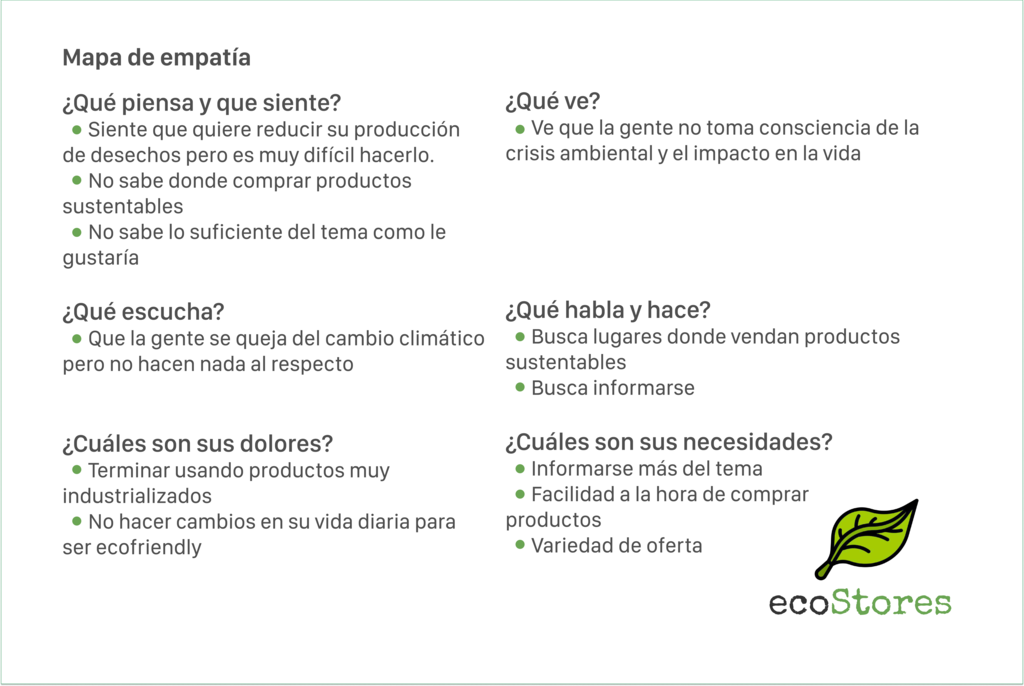 Mapa de empatía
¿Qué piensa y que siente?
• Siente que quiere reducir su producción
de desechos pero es muy difícil hacerlo.
• No sabe donde comprar productos
sustentables
• No sabe lo suficiente del tema como le
gustaría
¿Qué ve?
• Ve que la gente no toma consciencia de la
crisis ambiental y el impacto en la vida
¿Qué escucha?
• Que la gente se queja del cambio climático
pero no hacen nada al respecto
¿Qué habla y hace?
• Busca lugares donde vendan productos
sustentables
• Busca informarse
¿Cuáles son sus dolores?
• Terminar usando productos muy
industrializados
• No hacer cambios en su vida diaria para
ser ecofriendly
¿Cuáles son sus necesidades?
• Informarse más del tema
• Facilidad a la hora de comprar
productos
• Variedad de oferta
ecoStores